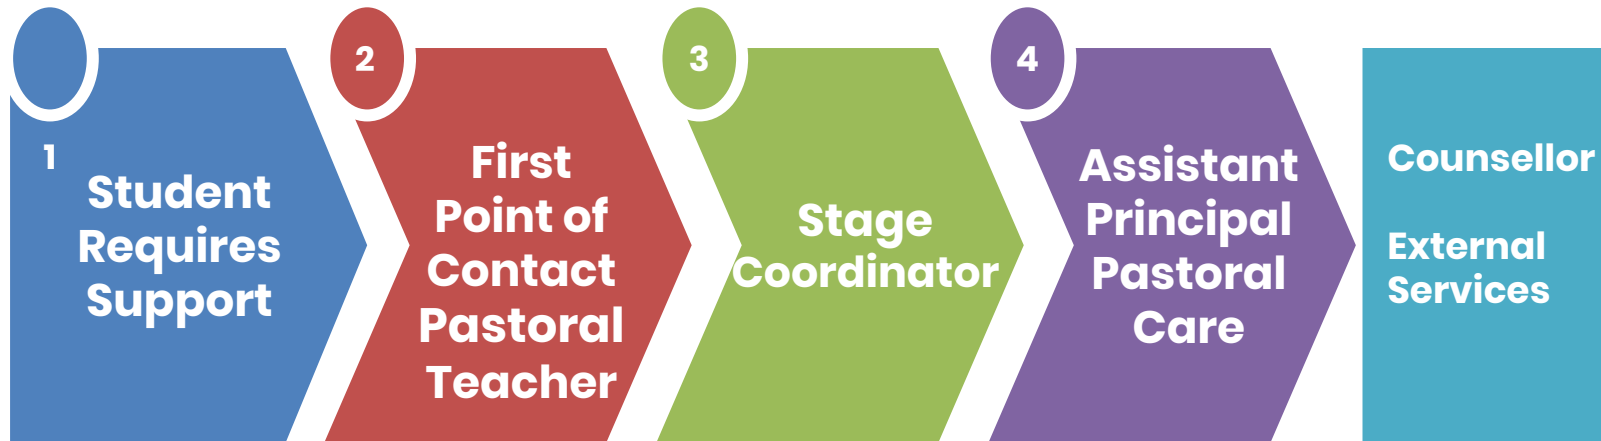 1
Student
Requires
Support
2
First
Point of
Contact
Pastoral
Teacher
3
Stage
Coordinator
4
Assistant
Principal
Pastoral
Care
Counsellor
External
Services